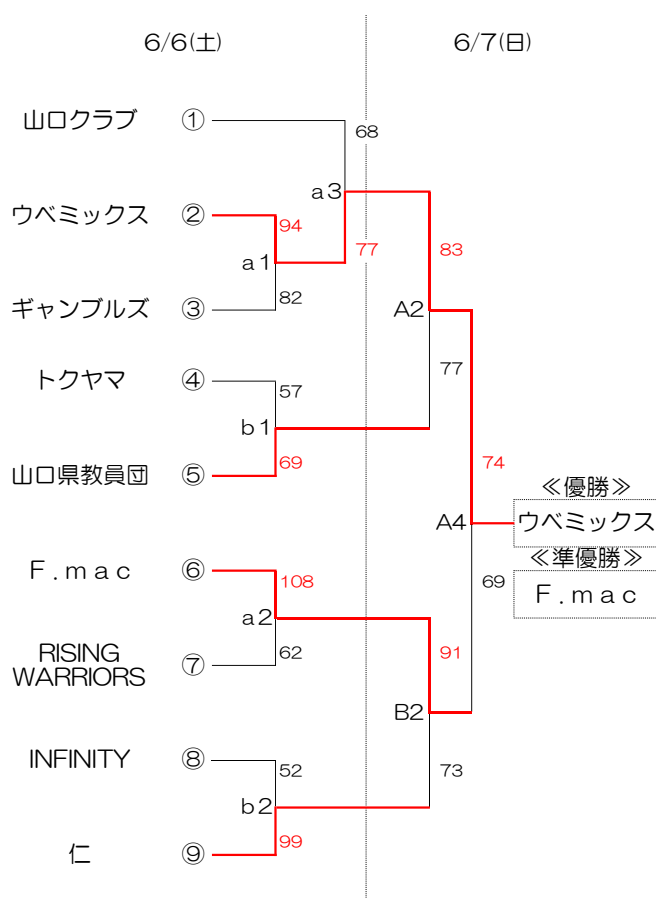 6/6(土)
6/7(日)
山口クラブ ①
68
a3
ウベミックス ②
94
77
83
a1
82
ギャンブルズ ③
A2
トクヤマ ④
57
77
b1
69
山口県教員団 ⑤
74
≪優勝≫
A4
ウベミックス
≪準優勝≫
F.mac ⑥
108
69
F.mac
a2
62
91
RISING
WARRIORS ⑦
B2
INFINITY ⑧
52
73
b2
99
仁 ⑨